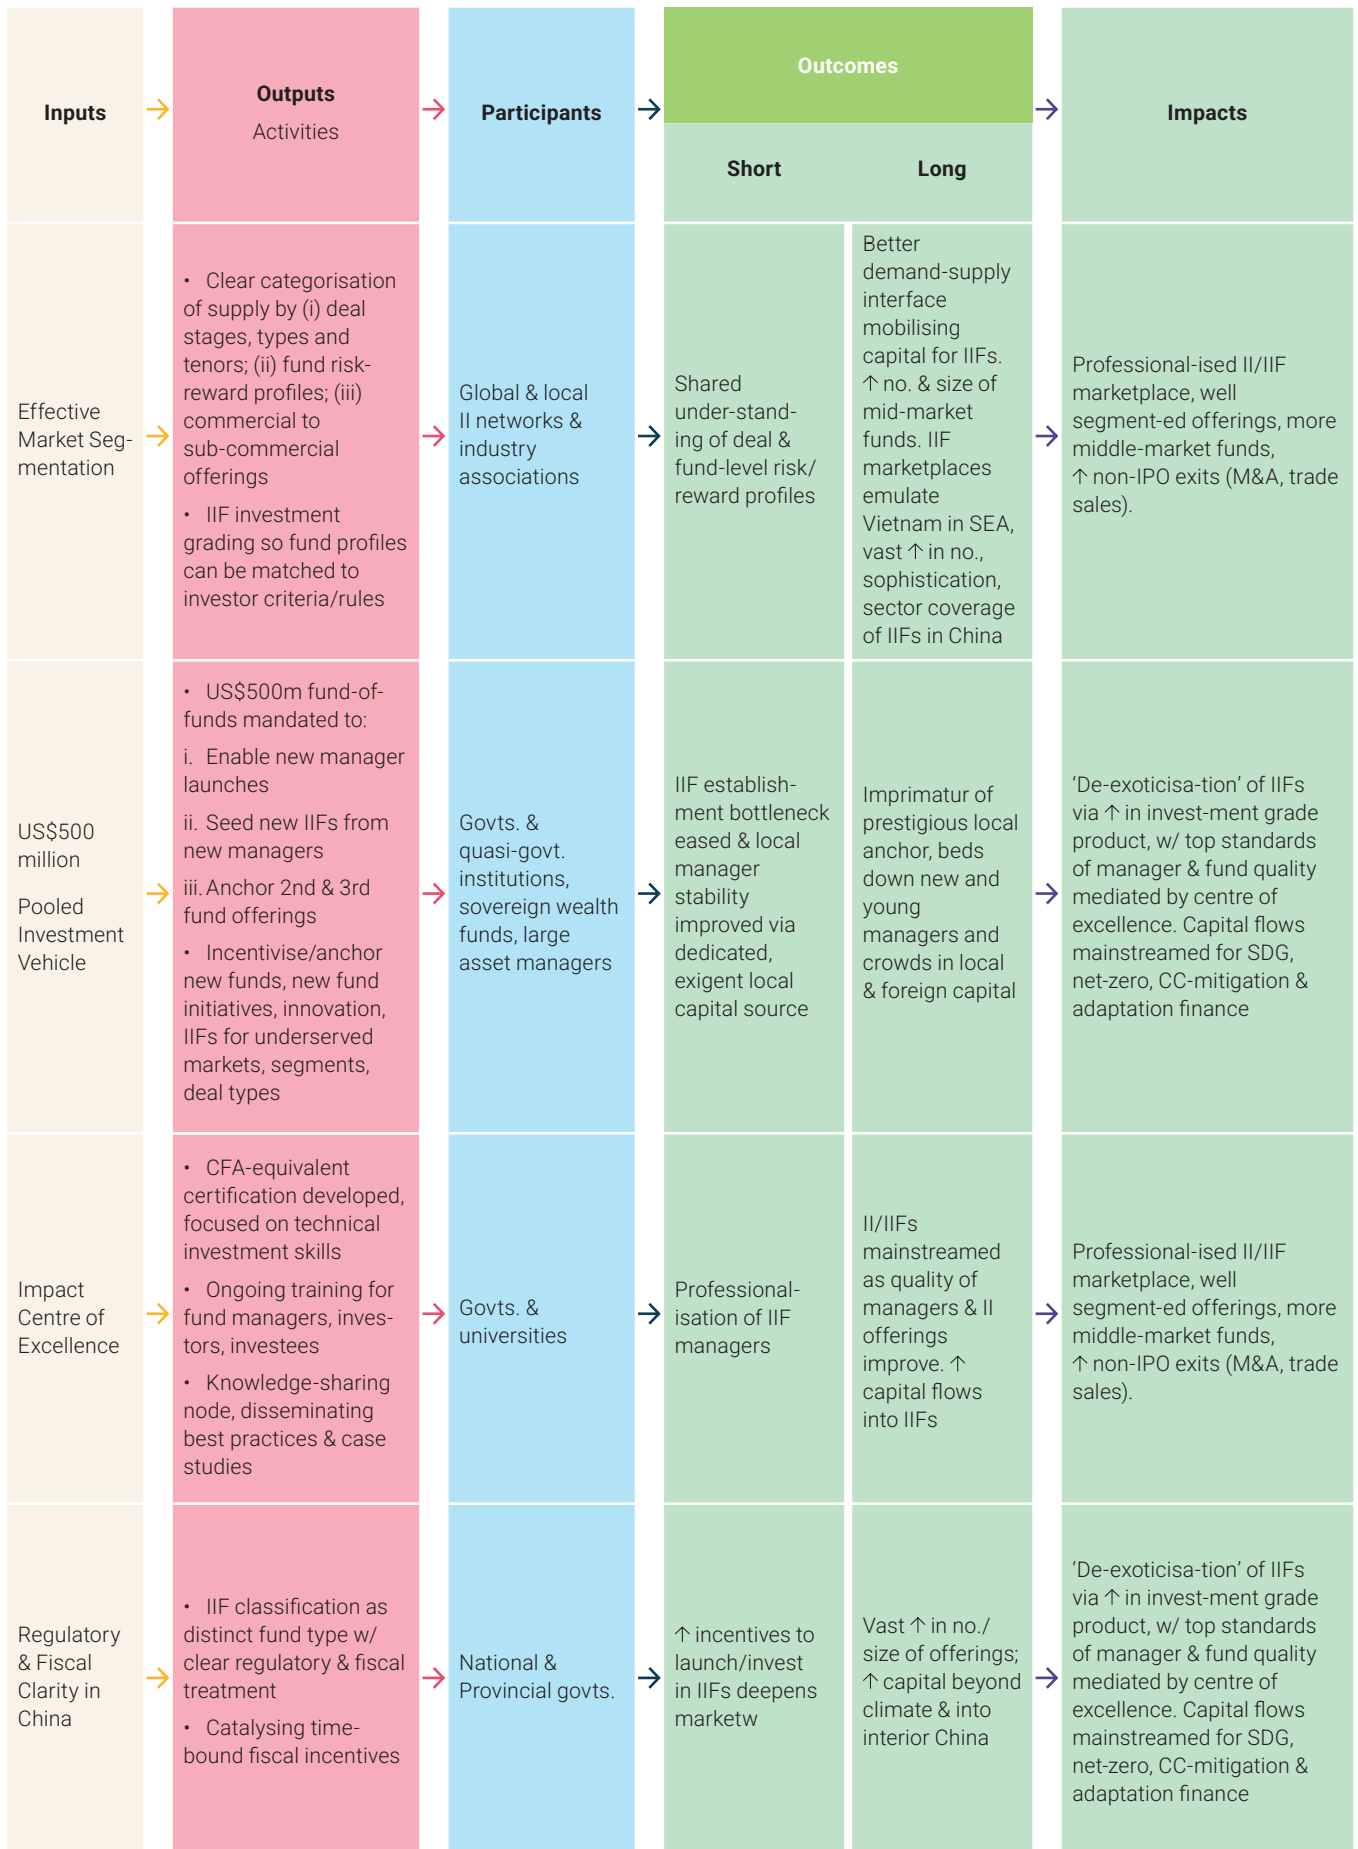 Inputs
Outputs
Activities
Participants
Outcomes
Short
Long
Impacts
Effective
Market Seg-
mentation
• Clear categorisation
of supply by (i) deal
stages, types and
tenors; (ii) fund risk-
reward profiles; (iii)
commercial to
sub-commercial
offerings
• IIF investment
grading so fund profiles
can be matched to
investor criteria/rules
Global & local
II networks &
industry
associations
Shared
under-stand-
ing of deal &
fund-level risk/
reward profiles
Better
demand-supply
interface
mobilising
capital for IIFs.
↑ no. & size of
mid-market
funds. IIF
marketplaces
emulate
Vietnam in SEA,
vast ↑ in no.,
sophistication,
sector coverage
of IIFs in China
Professional-ised II/IIF
marketplace, well
segment-ed offerings, more
middle-market funds,
↑ non-IPO exits (M&A, trade
sales).
US$500
million
Pooled
Investment
Vehicle
• US$500m fund-of-
funds mandated to:
i. Enable new manager
launches
ii. Seed new IIFs from
new managers
iii. Anchor 2nd & 3rd
fund offerings
• Incentivise/anchor
new funds, new fund
initiatives, innovation,
IIFs for underserved
markets, segments,
deal types
Govts. &
quasi-govt.
institutions,
sovereign wealth
funds, large
asset managers
IIF establish-
ment bottleneck
eased & local
manager
stability
improved via
dedicated,
exigent local
capital source
Imprimatur of
prestigious local
anchor, beds
down new and
young
managers and
crowds in local
& foreign capital
‘De-exoticisa-tion’ of IIFs
via ↑ in invest-ment grade
product, w/ top standards
of manager & fund quality
mediated by centre of
excellence. Capital flows
mainstreamed for SDG,
net-zero, CC-mitigation &
adaptation finance
Impact
Centre of
Excellence
• CFA-equivalent
certification developed,
focused on technical
investment skills
• Ongoing training for
fund managers, inves-
tors, investees
• Knowledge-sharing
node, disseminating
best practices & case
studies
Govts. &
universities
Professional-
isation of IIF
managers
II/IIFs
mainstreamed
as quality of
managers & II
offerings
improve. ↑
capital flows
into IIFs
Professional-ised II/IIF
marketplace, well
segment-ed offerings, more
middle-market funds,
↑ non-IPO exits (M&A, trade
sales).
Regulatory
& Fiscal
Clarity in
China
• IIF classification as
distinct fund type w/
clear regulatory & fiscal
treatment
• Catalysing time-
bound fiscal incentives
National &
Provincial govts.
↑ incentives to
launch/invest
in IIFs deepens
marketw
Vast ↑ in no./
size of offerings;
↑ capital beyond
climate & into
interior China
‘De-exoticisa-tion’ of IIFs
via ↑ in invest-ment grade
product, w/ top standards
of manager & fund quality
mediated by centre of
excellence. Capital flows
mainstreamed for SDG,
net-zero, CC-mitigation &
adaptation finance